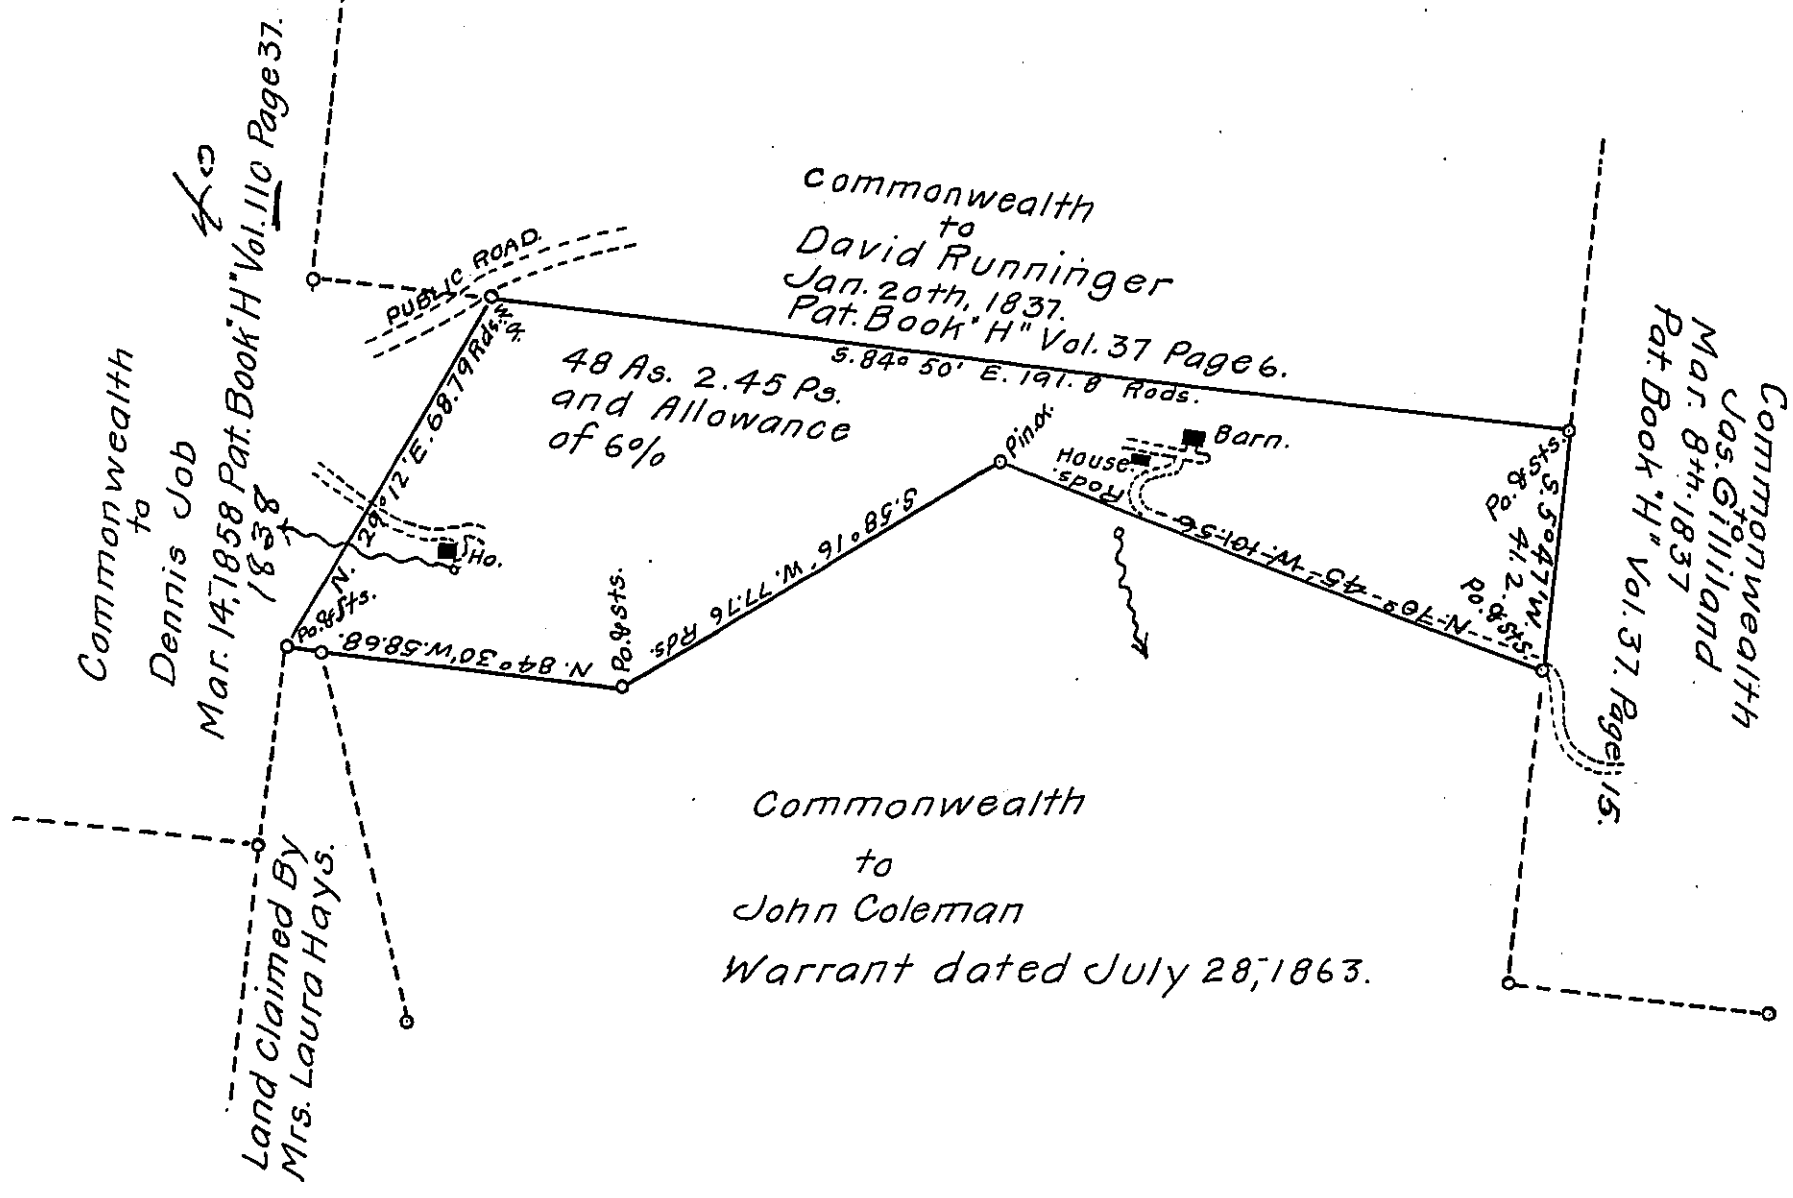 Commonwealth
to
David Runninger
Jan. 20th, 1837.
Pat. Book "H" Vol. 37 Page 6.
S. 84° 50' E. 191.8 Rods.
PUBLIC ROAD.
48 As. 2.45 Ps.
and Allowance
of 6%
N. 29° 12' E. 68.79 Rds.
Commonwealth
to
Dennis Job
Mar. 14, 1858 Pat. Book "H" Vol. 110 Page 37.
1838
Ho.
Po. & Sts.
N. 84° 30' W. 58.68.
Po. & sts.
S. 58° 16' W. 77.76 Rds.
Pin. or.
House.
Barn.
N-70°-45'-W-101.56 Rods.
Po. & sts.
S. 5° 47' W.
41.2.
Po. & sts.
Commonwealth
to
Jas. Gilliland
Mar. 8th. 1837
Pat. Book "H" Vol. 37. Page 15.
Commonwealth
to
John Coleman
Warrant dated July 28, 1863.
Land Claimed By
Mrs. Laura Hays.